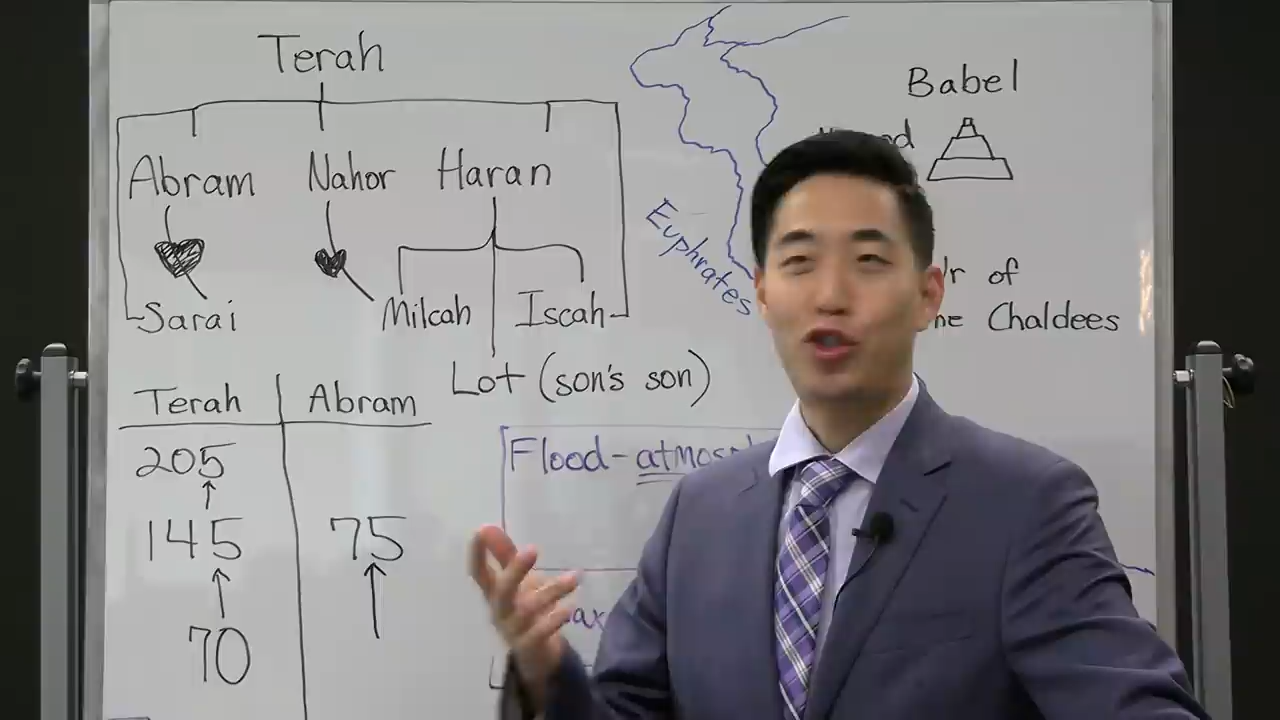 Terah
Abram Nahor Haran
Sarai Milcah Iscah
Lot (son's son)
Terah Abram
205
145 75
70
Babel
Euphrates
of
Chaldees
Flood-